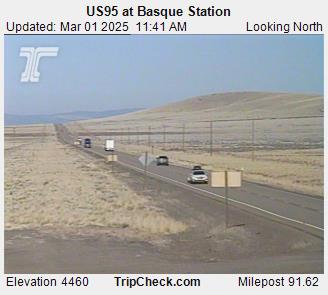 US95 at Basque Station
Updated: Mar 01 2025 11:41 AM Looking North
Elevation 4460 TripCheck.com Milepost 91.62